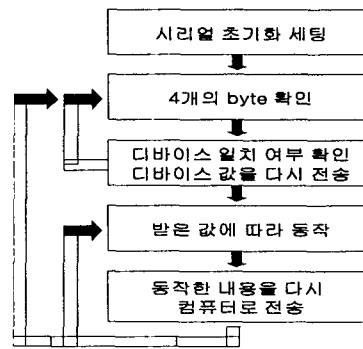 시리얼 초기화 세팅
4개의 byte 확인
디바이스 일치 여부 확인
디바이스 값을 다시 전송
받은 값에 따라 동작
동작한 내용을 다시
컴퓨터로 전송